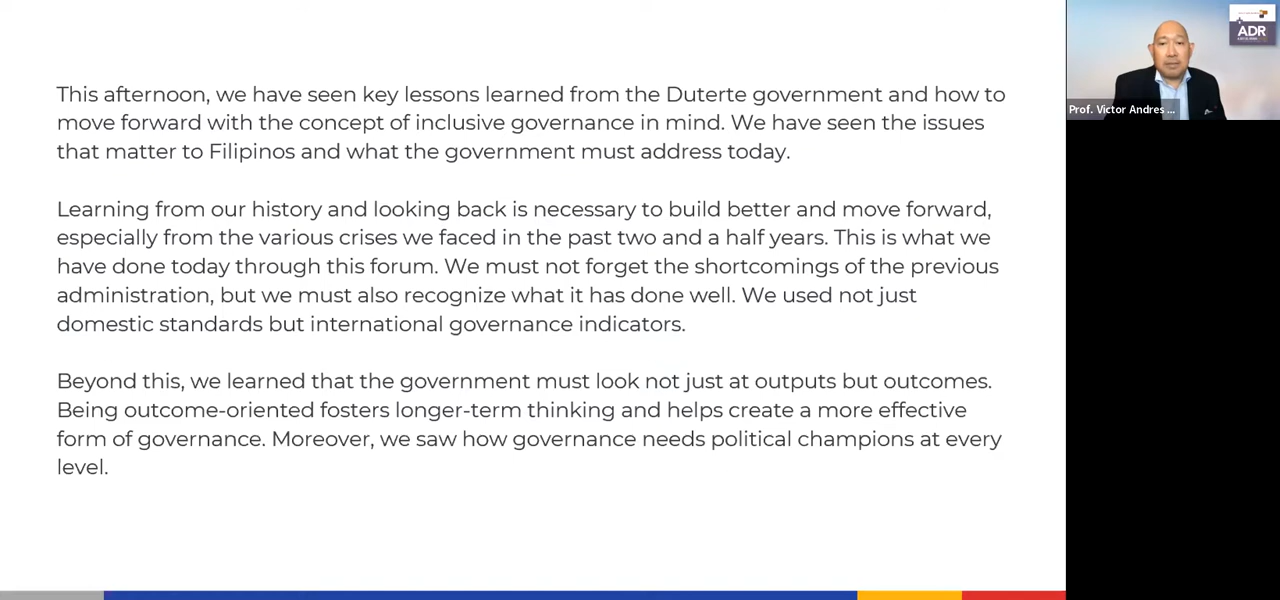 This afternoon, we have seen key lessons learned from the Duterte government and how to
move forward with the concept of inclusive governance in mind. We have seen the issues
that matter to Filipinos and what the government must address today.
Learning from our history and looking back is necessary to build better and move forward,
especially from the various crises we faced in the past two and a half years. This is what we
have done today through this forum. We must not forget the shortcomings of the previous
administration, but we must also recognize what it has done well. We used not just
domestic standards but international governance indicators.
Beyond this, we learned that the government must look not just at outputs but outcomes.
Being outcome-oriented fosters longer-term thinking and helps create a more effective
form of governance. Moreover, we saw how governance needs political champions at every
level.
ADR
Prof. Victor Andres ...